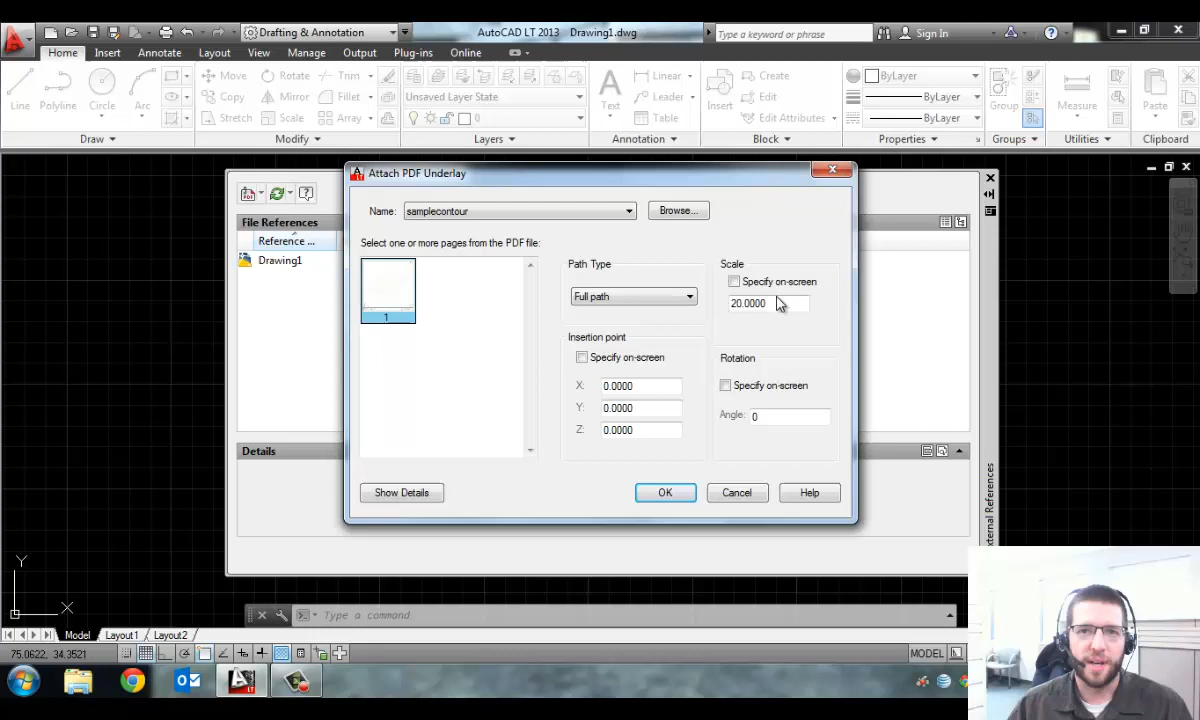 Drafting & Annotation
AutoCAD LT 2013 Drawing1.dwg
Type a keyword or phrase
Sign In
Home Insert Annotate Layout View Manage Output Plug-ins Online
Line
Polyline
Circle
Arc
Move
Rotate
Trim
Copy
Mirror
Fillet
Stretch
Scale
Array
Unsaved Layer State
0
Text
Linear
Leader
Table
Insert
Create
Edit
Edit Attributes
ByLayer
ByLayer
ByLayer
Group
Measure
Paste
Draw
Modify
Layers
Annotation
Block
Properties
Groups
Utilities
Clipboard
File References
Reference ...
Drawing1
Details
External References
Attach PDF Underlay
LT
Name: samplecontour Browse...
Select one or more pages from the PDF file:
1
Path Type
Full path
Scale
Specify on-screen
20.0000
Insertion point
Specify on-screen
X: 0.0000
Y: 0.0000
Z: 0.0000
Rotation
Specify on-screen
Angle: 0
Show Details OK Cancel Help
Y
X
Type a command
Model Layout1 Layout2
75.0622, 34.3521
MODEL
LT